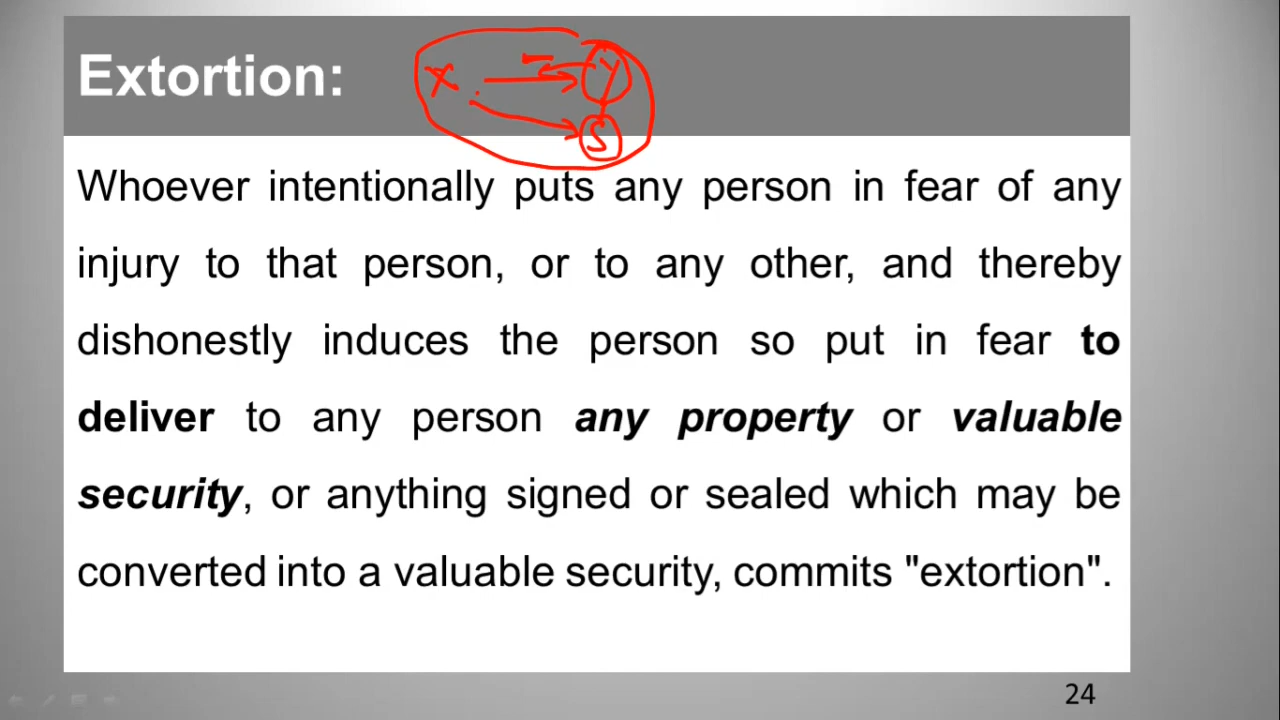 Extortion:
X
Y
S
Whoever intentionally puts any person in fear of any
injury to that person, or to any other, and thereby
dishonestly induces the person so put in fear to
deliver to any person any property or valuable
security, or anything signed or sealed which may be
converted into a valuable security, commits "extortion".
24